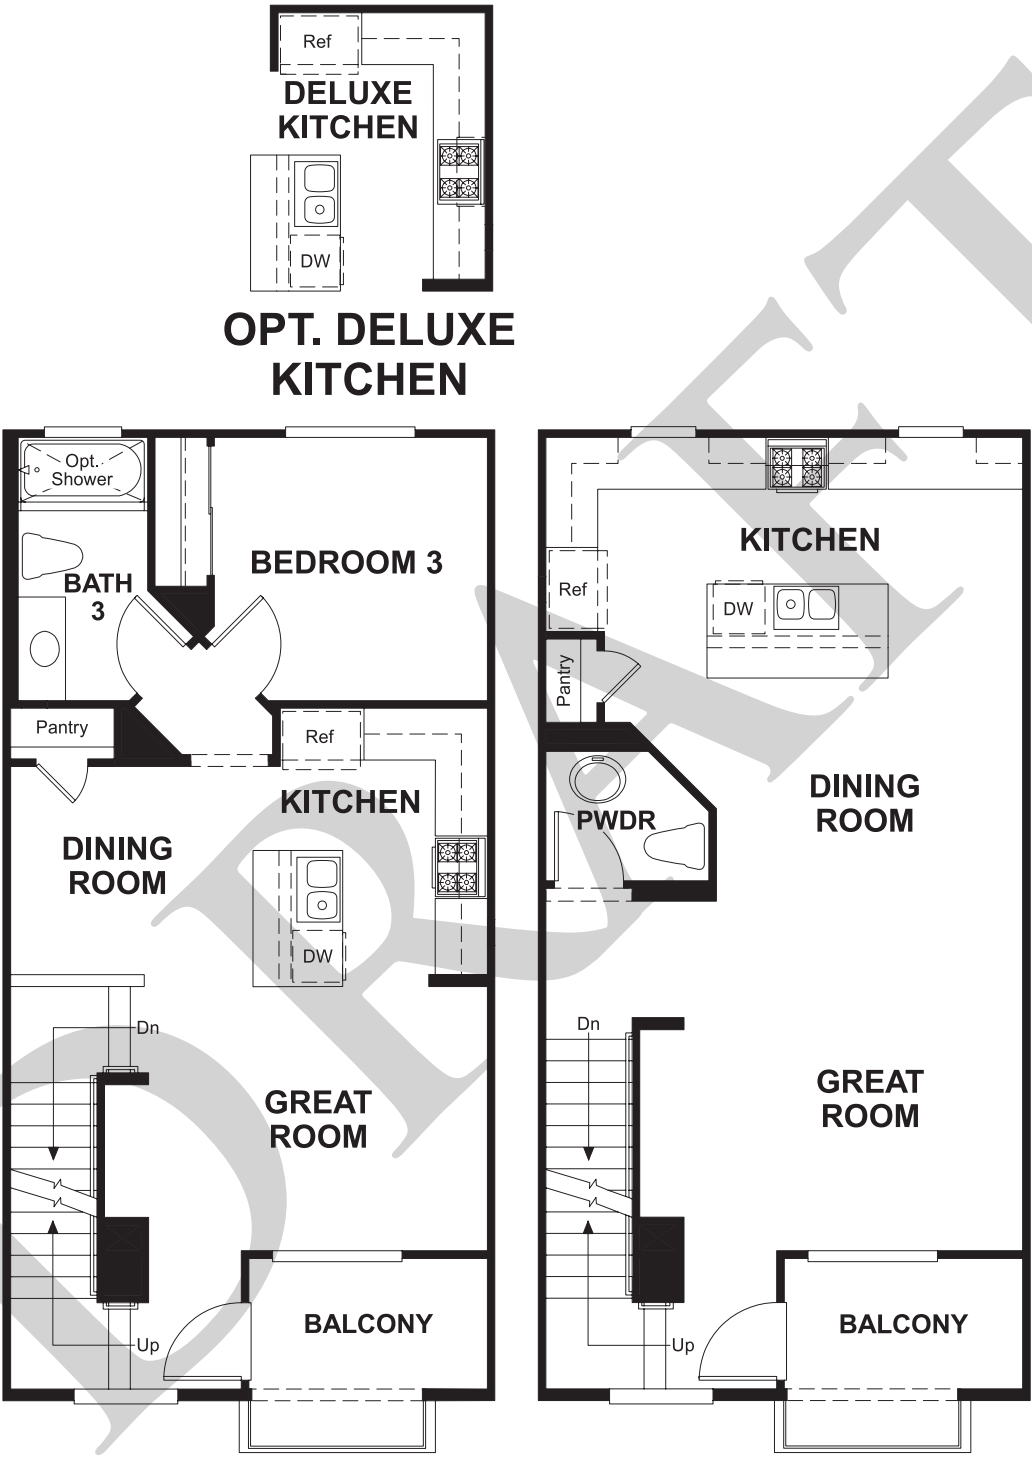 Ref
DELUXE
KITCHEN
DW
OPT. DELUXE
KITCHEN
Opt.
Shower
BATH
3
BEDROOM 3
Pantry
Ref
KITCHEN
DINING
ROOM
DW
Dn
GREAT
ROOM
Up
BALCONY
KITCHEN
Ref
DW
Pantry
PWDR
DINING
ROOM
Dn
GREAT
ROOM
Up
BALCONY
DRAFT